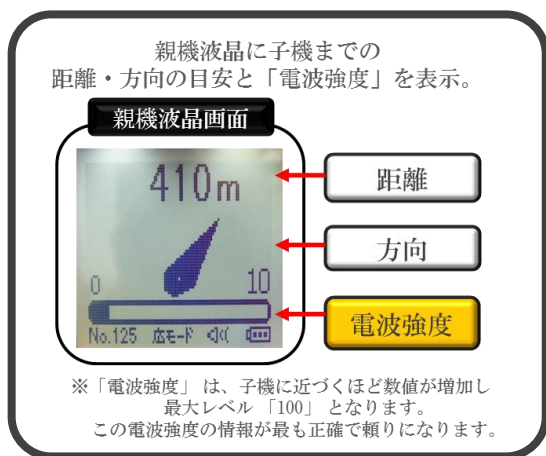 親機液晶に子機までの
距離・方向の目安と「電波強度」を表示。
親機液晶画面
410m
距離
方向
0 10
電波強度
No.125 広モード
※「電波強度」 は、子機に近づくほど数値が増加し
最大レベル 「100」 となります。
この電波強度の情報が最も正確で頼りになります。